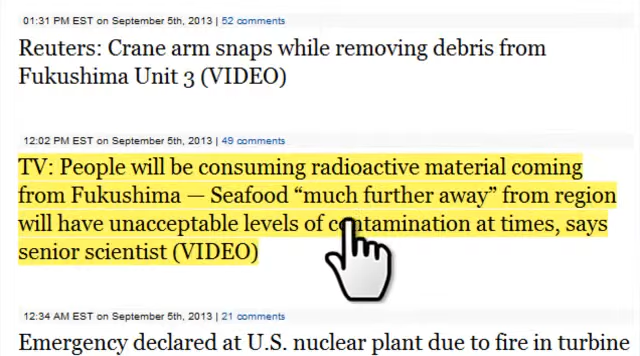 01:31 PM EST on September 5th, 2013 | 52 comments
Reuters: Crane arm snaps while removing debris from
Fukushima Unit 3 (VIDEO)
12:02 PM EST on September 5th, 2013 | 49 comments
TV: People will be consuming radioactive material coming
from Fukushima — Seafood “much further away” from region
will have unacceptable levels of contamination at times, says
senior scientist (VIDEO)
12:34 AM EST on September 5th, 2013 | 21 comments
Emergency declared at U.S. nuclear plant due to fire in turbine